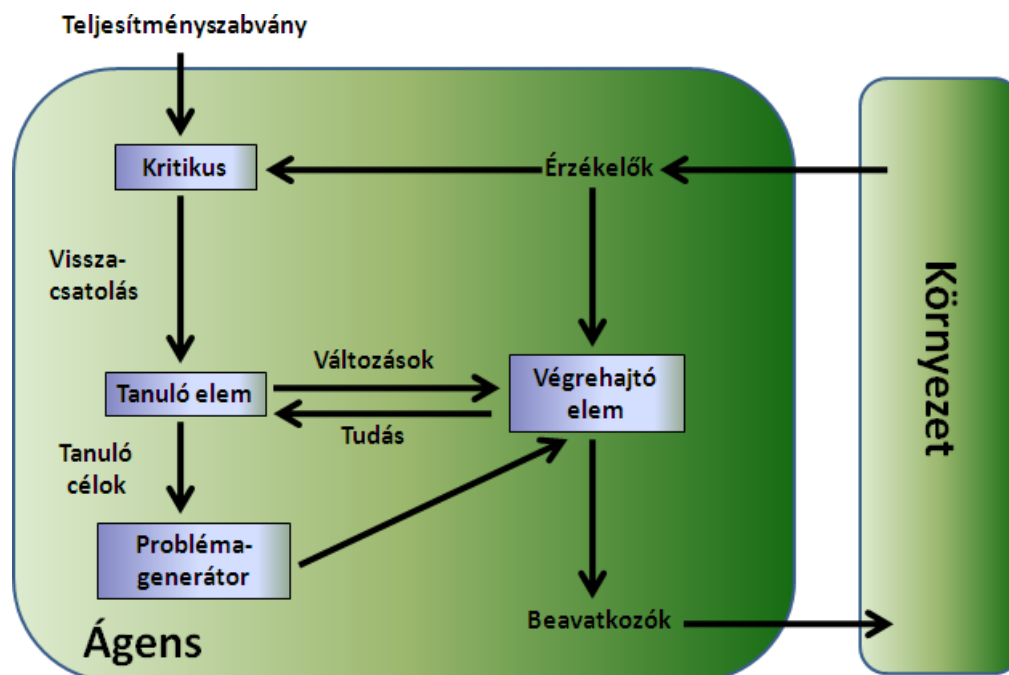 Teljesítményszabvány
Kritikus
Érzékelők
Vissza-
csatolás
Változások
Tanuló elem
Végrehajtó
elem
Tudás
Tanuló
célok
Probléma-
generátor
Beavatkozók
Ágens
Környezet